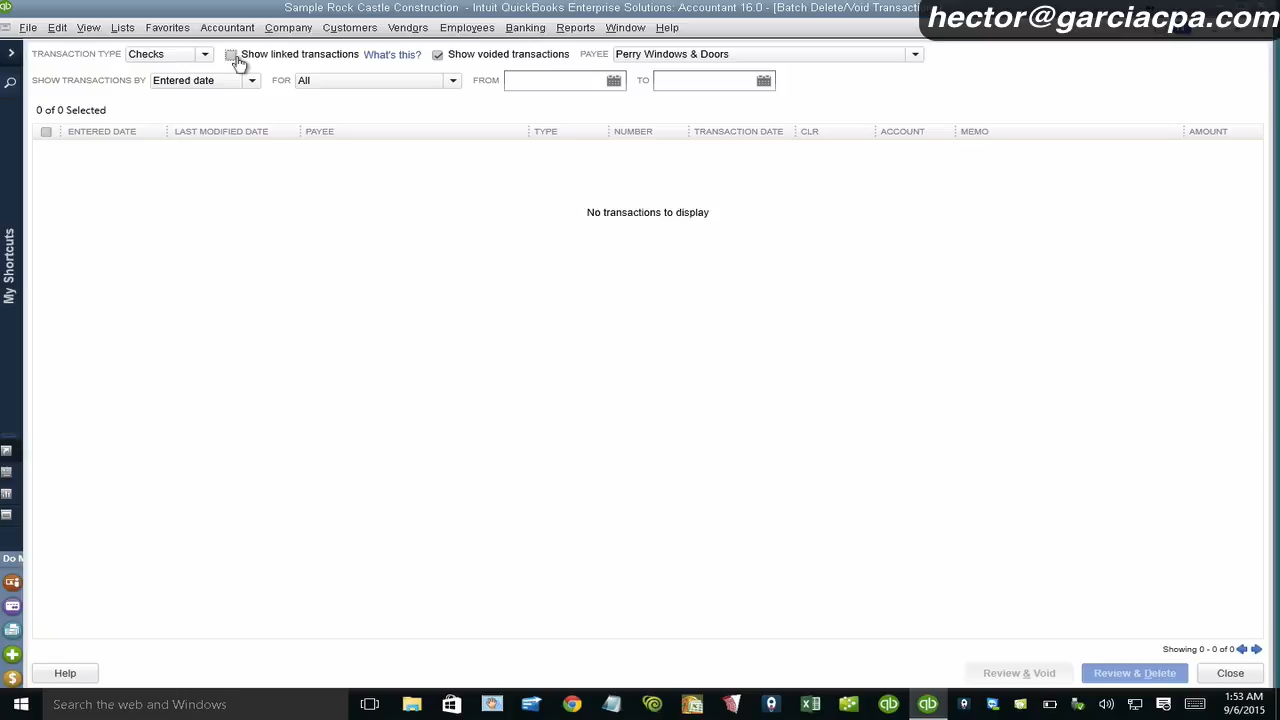 Sample Rock Castle Construction - Intuit QuickBooks Enterprise Solutions: Accountant 16.0 - [Batch Delete/Void Transacti
hector@garciacpa.com
File Edit View Lists Favorites Accountant Company Customers Vendors Employees Banking Reports Window Help
TRANSACTION TYPE Checks Show linked transactions What's this? Show voided transactions PAYEE Perry Windows & Doors
SHOW TRANSACTIONS BY Entered date FOR All FROM TO
0 of 0 Selected
ENTERED DATE LAST MODIFIED DATE PAYEE TYPE NUMBER TRANSACTION DATE CLR ACCOUNT MEMO AMOUNT
No transactions to display
My Shortcuts
Do M
Showing 0 - 0 of 0
Help Review & Void Review & Delete Close
Search the web and Windows
1:53 AM
9/6/2015